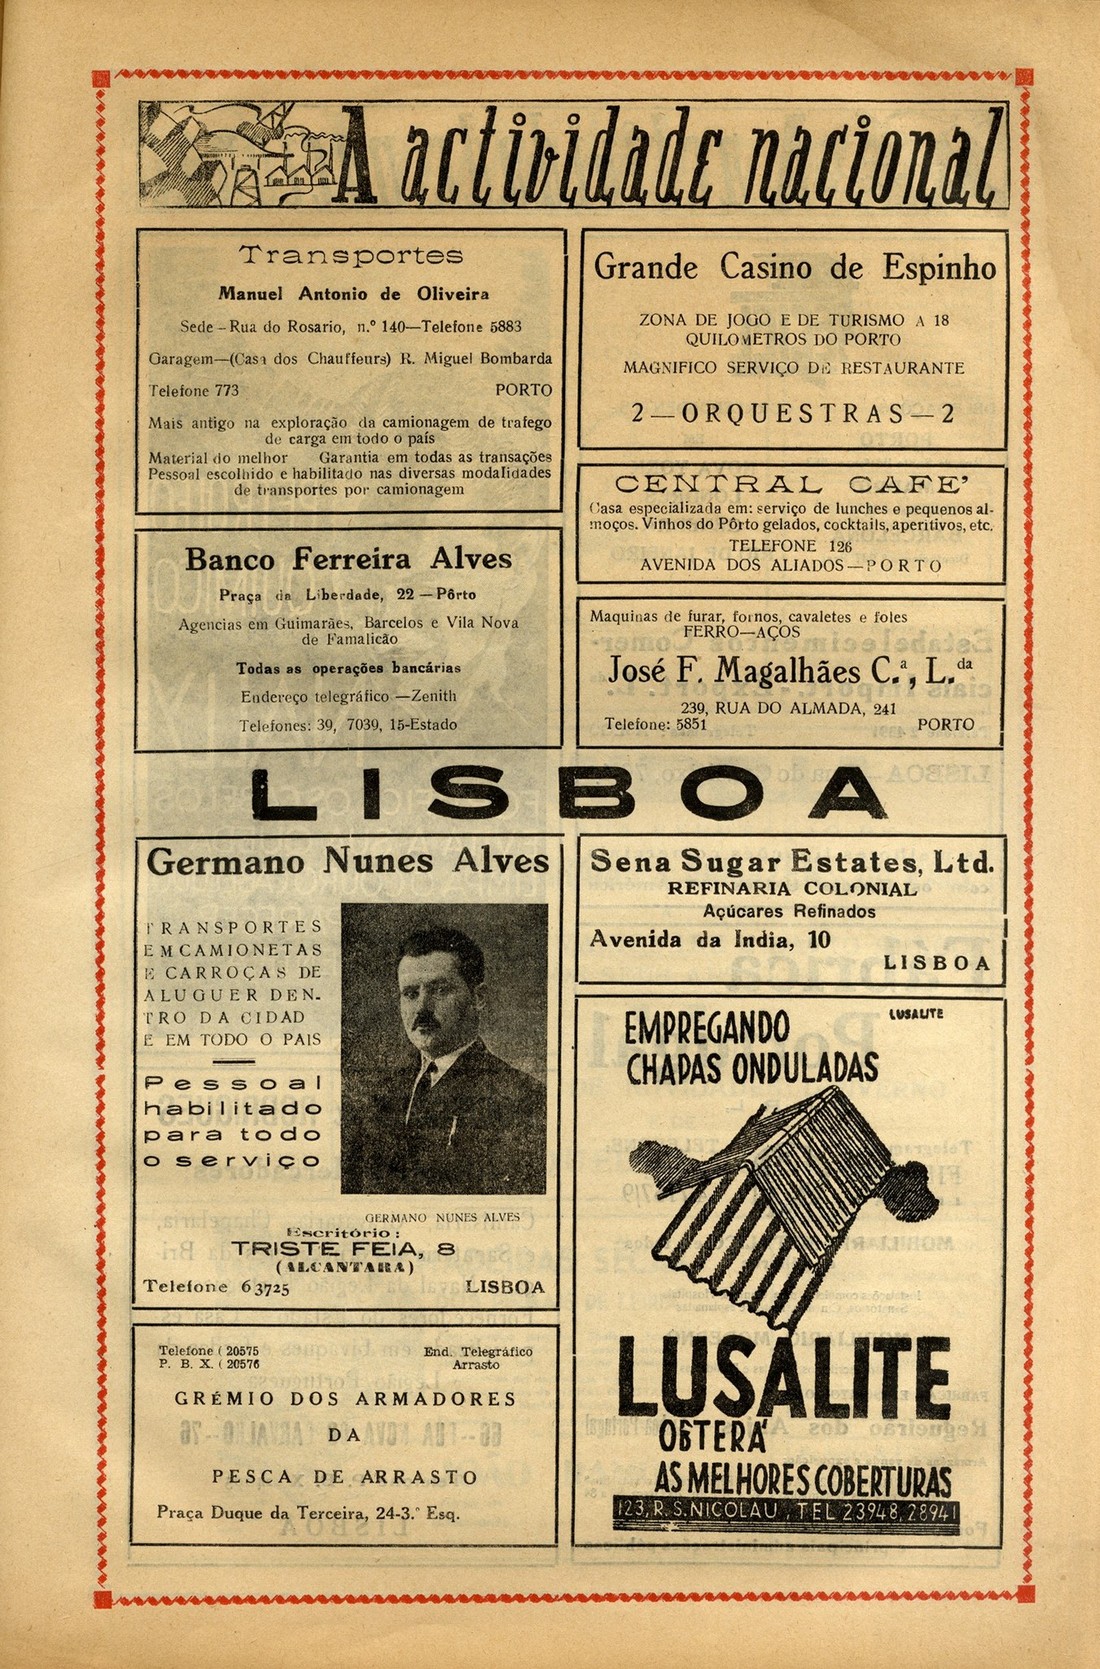 A actividade nacional
Transportes
Manuel Antonio de Oliveira
Sede—Rua do Rosario, n.º 140—Telefone 5883
Garagem—(Casa dos Chauffeurs) R. Miguel Bombarda
Telefone 773 PORTO
Mais antigo na exploração da camionagem de trafego
de carga em todo o país
Material do melhor Garantia em todas as transações
Pessoal escolhido e habilitado nas diversas modalidades
de transportes por camionagem
Banco Ferreira Alves
Praça da Liberdade, 22 — Pôrto
Agencias em Guimarães, Barcelos e Vila Nova
de Famalicão
Todas as operações bancárias
Endereço telegráfico —Zenith
Telefones: 39, 7039, 15-Estado
Grande Casino de Espinho
ZONA DE JOGO E DE TURISMO A 18
QUILOMETROS DO PORTO
MAGNIFICO SERVIÇO DE RESTAURANTE
2—ORQUESTRAS—2
CENTRAL CAFE'
Casa especializada em: serviço de lunches e pequenos al-
moços. Vinhos do Pôrto gelados, cocktails, aperitivos, etc.
TELEFONE 126
AVENIDA DOS ALIADOS—PORTO
Maquinas de furar, fornos, cavaletes e foles
FERRO—AÇOS
José F. Magalhães C.ª, L.da
239, RUA DO ALMADA, 241
Telefone: 5851 PORTO
LISBOA
Germano Nunes Alves
TRANSPORTES
EM CAMIONETAS
E CARROÇAS DE
ALUGUER DEN-
TRO DA CIDADE
E EM TODO O PAIS
Pessoal
habilitado
para todo
o serviço
GERMANO NUNES ALVES
Escritório:
TRISTE FEIA, 8
(ALCANTARA)
Telefone 63725 LISBOA
Telefone ( 20575
P. B. X. ( 20576
End. Telegráfico
Arrasto
GRÉMIO DOS ARMADORES
DA
PESCA DE ARRASTO
Praça Duque da Terceira, 24-3.º Esq.
Sena Sugar Estates, Ltd.
REFINARIA COLONIAL
Açúcares Refinados
Avenida da India, 10
LISBOA
LUSALITE
EMPREGANDO
CHAPAS ONDULADAS
LUSALITE
OBTERÁ
AS MELHORES COBERTURAS
123, R. S. NICOLAU, TEL 23948, 28941